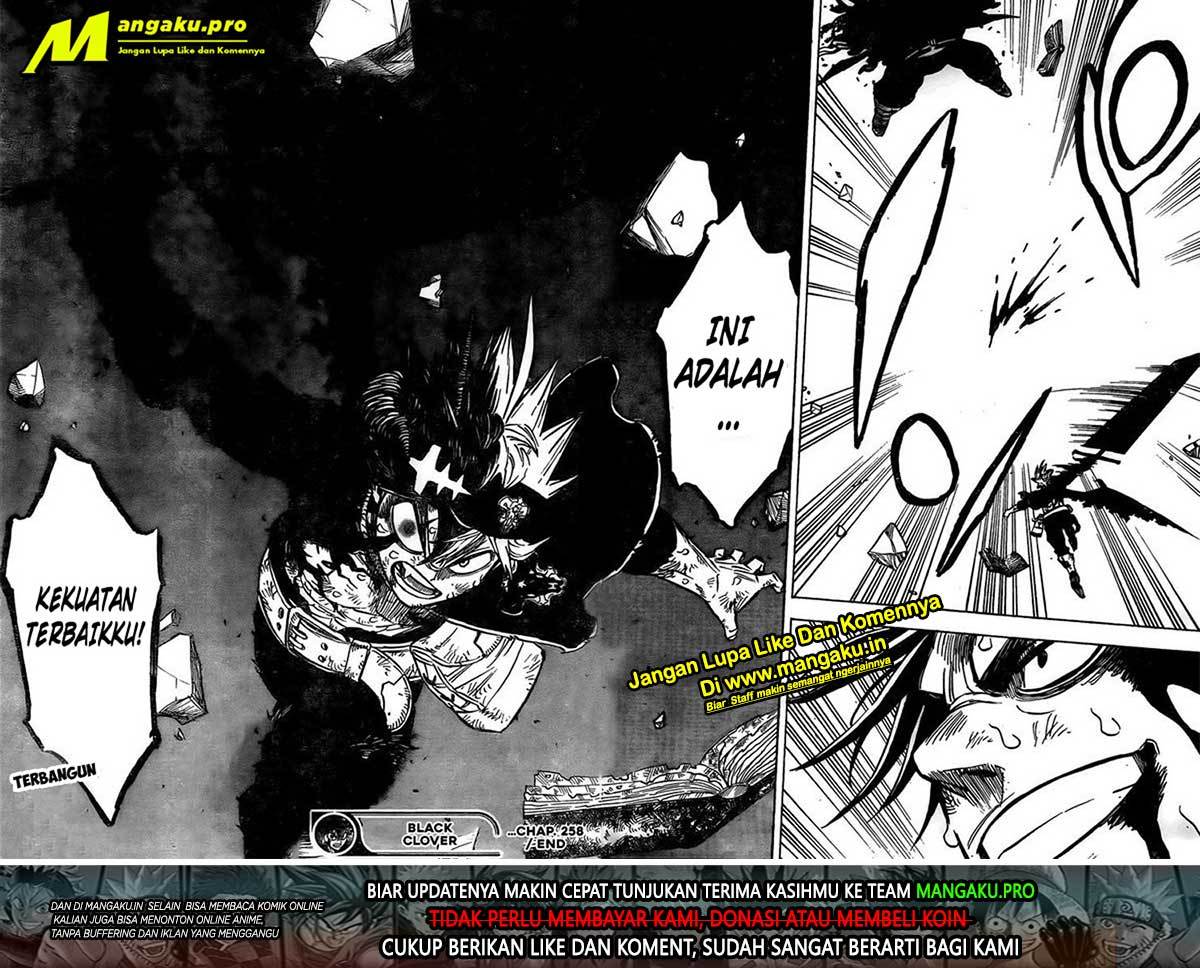 Mangaku.pro
Jangan Lupa Like dan Komennya
INI
ADALAH
...
KEKUATAN
TERBAIKKU!
TERBANGUN
Jangan Lupa Like Dan Komennya
Di www.mangaku.in
Biar Staff makin semangat ngerjainnya
BLACK
CLOVER
...CHAP. 258
/-END
DAN DI MANGAKU.IN SELAIN BISA MEMBACA KOMIK ONLINE
KALIAN JUGA BISA MENONTON ONLINE ANIME,
TANPA BUFFERING DAN IKLAN YANG MENGGANGU
BIAR UPDATENYA MAKIN CEPAT TUNJUKAN TERIMA KASIHMU KE TEAM MANGAKU.PRO
TIDAK PERLU MEMBAYAR KAMI, DONASI ATAU MEMBELI KOIN
CUKUP BERIKAN LIKE DAN KOMENT, SUDAH SANGAT BERARTI BAGI KAMI